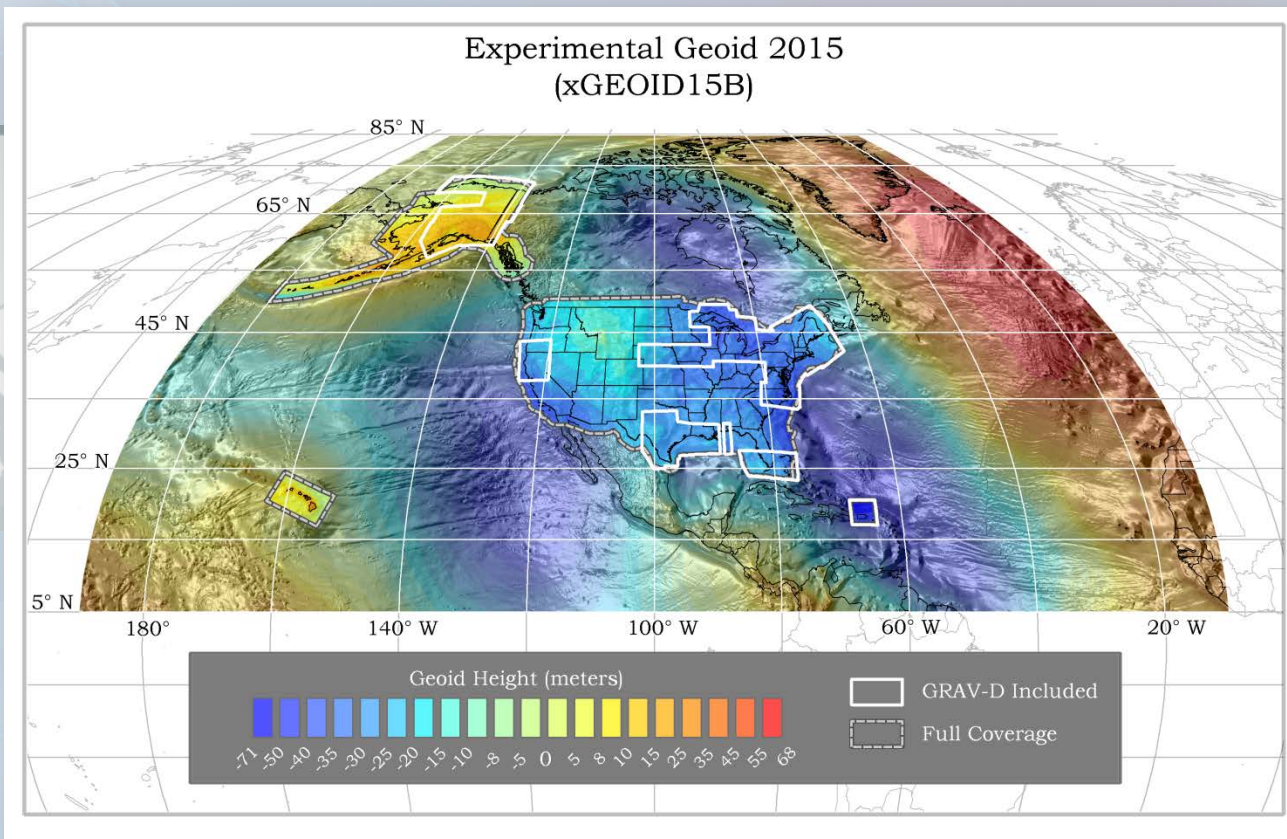 Experimental Geoid 2015
(xGEOID15B)
85° N
65° N
45° N
25° N
5° N
180°
140° W
100° W
60° W
20° W
Geoid Height (meters)
-71 -50 -40 -35 -30 -25 -20 -15 -10 -8 -5 0 5 8 10 15 25 35 45 55 68
GRAV-D Included
Full Coverage